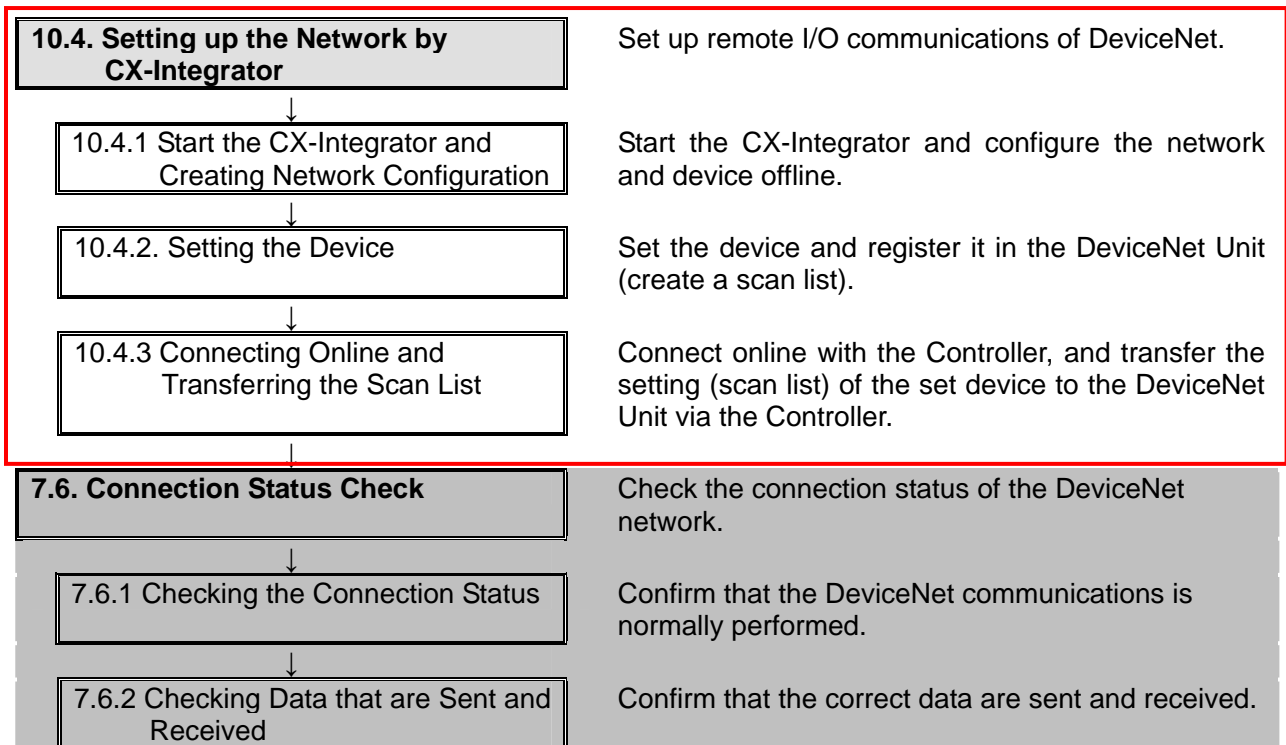 10.4. Setting up the Network by
CX-Integrator
Set up remote I/O communications of DeviceNet.
↓
10.4.1 Start the CX-Integrator and
Creating Network Configuration
Start the CX-Integrator and configure the network
and device offline.
↓
10.4.2. Setting the Device
Set the device and register it in the DeviceNet Unit
(create a scan list).
↓
10.4.3 Connecting Online and
Transferring the Scan List
Connect online with the Controller, and transfer the
setting (scan list) of the set device to the DeviceNet
Unit via the Controller.
↓
7.6. Connection Status Check
Check the connection status of the DeviceNet
network.
↓
7.6.1 Checking the Connection Status
Confirm that the DeviceNet communications is
normally performed.
↓
7.6.2 Checking Data that are Sent and
Received
Confirm that the correct data are sent and received.